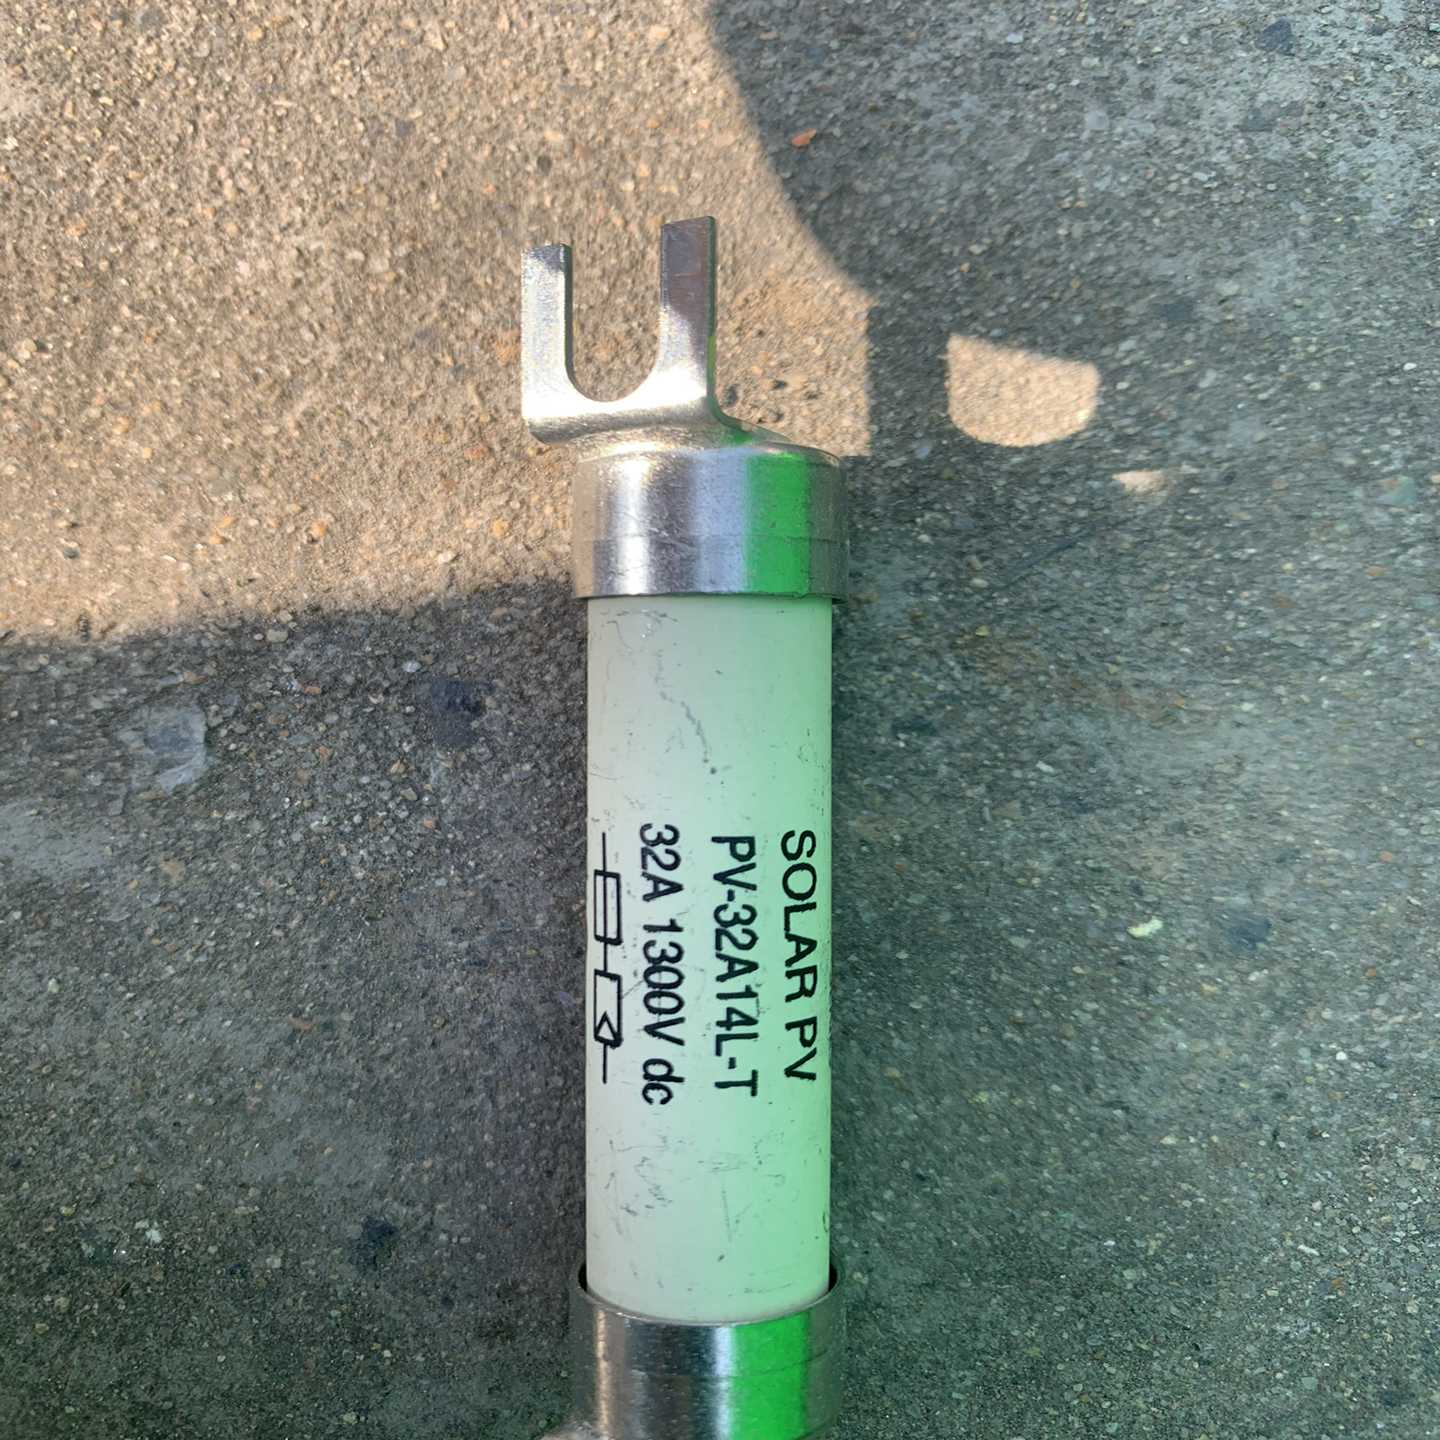 SOLAR PV
PV-32A14L-T
32A 1300V dc